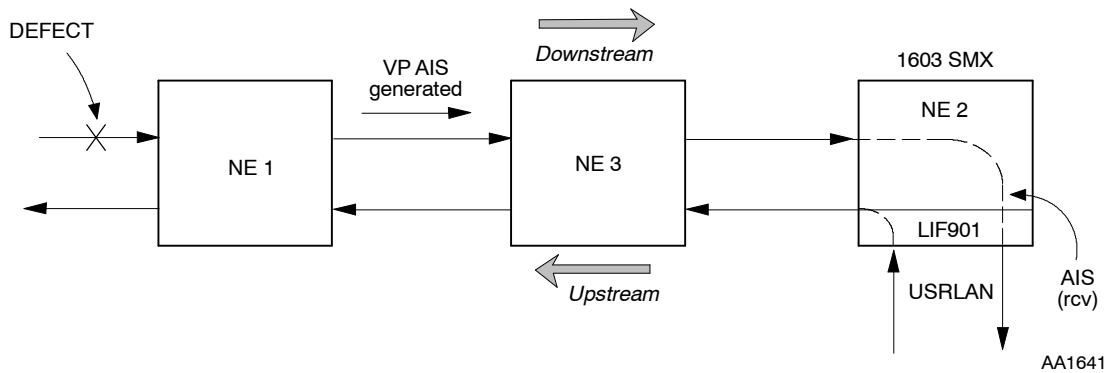 DEFECT
Downstream
1603 SMX
VP AIS
generated
NE 1
NE 3
NE 2
LIF901
Upstream
USRLAN
AIS
(rcv)
AA1641